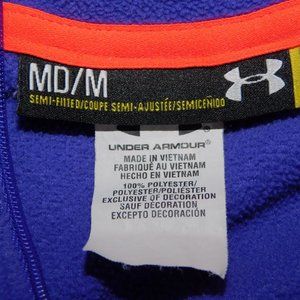 MD/M
SEMI-FITTED/COUPE SEMI-AJUSTÉE/SEMICEÑIDO
UNDER ARMOUR
MADE IN VIETNAM
FABRIQUÉ AU VIETNAM
HECHO EN VIETNAM
100% POLYESTER/
POLYESTER/POLIÉSTER
EXCLUSIVE OF DECORATION
SAUF DÉCORATION
EXCEPTO DECORACIÓN